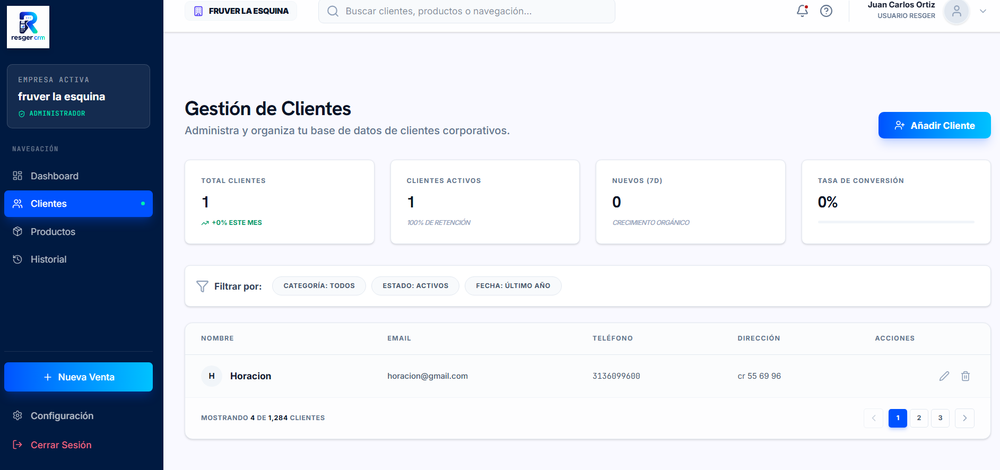 resger crm
EMPRESA ACTIVA
fruver la esquina
ADMINISTRADOR
NAVEGACIÓN
Dashboard
Clientes
Productos
Historial
+ Nueva Venta
Configuración
Cerrar Sesión
FRUVER LA ESQUINA
Buscar clientes, productos o navegación...
Juan Carlos Ortiz
USUARIO RESGER
Gestión de Clientes
Administra y organiza tu base de datos de clientes corporativos.
Añadir Cliente
TOTAL CLIENTES
1
+0% ESTE MES
CLIENTES ACTIVOS
1
100% DE RETENCIÓN
NUEVOS (7D)
0
CRECIMIENTO ORGÁNICO
TASA DE CONVERSIÓN
0%
Filtrar por: CATEGORÍA: TODOS ESTADO: ACTIVOS FECHA: ÚLTIMO AÑO
NOMBRE EMAIL TELÉFONO DIRECCIÓN ACCIONES
H Horacion horacion@gmail.com 3136099600 cr 55 69 96
MOSTRANDO 4 DE 1,284 CLIENTES 1 2 3